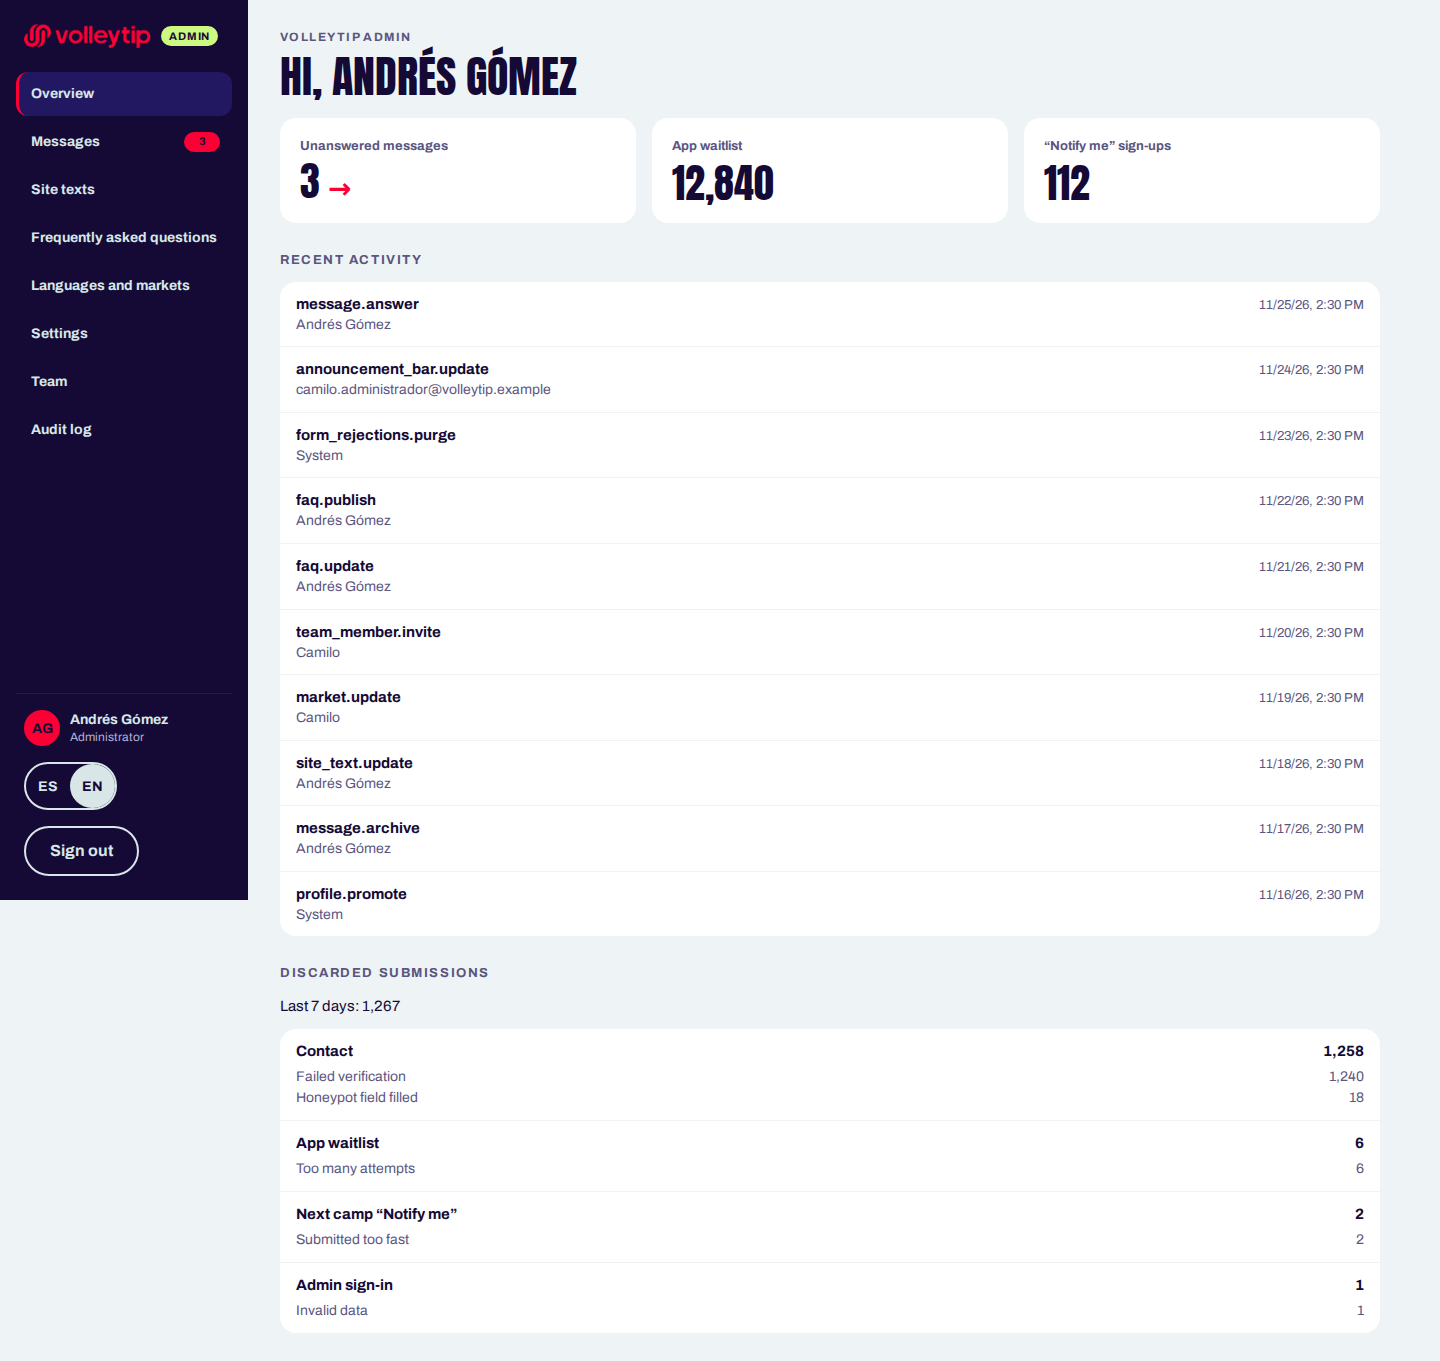 volleytip ADMIN
Overview
Messages 3
Site texts
Frequently asked questions
Languages and markets
Settings
Team
Audit log
AG Andrés Gómez
Administrator
ES EN
Sign out
VOLLEYTIP ADMIN
HI, ANDRÉS GÓMEZ
Unanswered messages
3 →
App waitlist
12,840
“Notify me” sign-ups
112
RECENT ACTIVITY
message.answer 11/25/26, 2:30 PM
Andrés Gómez
announcement_bar.update 11/24/26, 2:30 PM
camilo.administrador@volleytip.example
form_rejections.purge 11/23/26, 2:30 PM
System
faq.publish 11/22/26, 2:30 PM
Andrés Gómez
faq.update 11/21/26, 2:30 PM
Andrés Gómez
team_member.invite 11/20/26, 2:30 PM
Camilo
market.update 11/19/26, 2:30 PM
Camilo
site_text.update 11/18/26, 2:30 PM
Andrés Gómez
message.archive 11/17/26, 2:30 PM
Andrés Gómez
profile.promote 11/16/26, 2:30 PM
System
DISCARDED SUBMISSIONS
Last 7 days: 1,267
Contact 1,258
Failed verification 1,240
Honeypot field filled 18
App waitlist 6
Too many attempts 6
Next camp “Notify me” 2
Submitted too fast 2
Admin sign-in 1
Invalid data 1